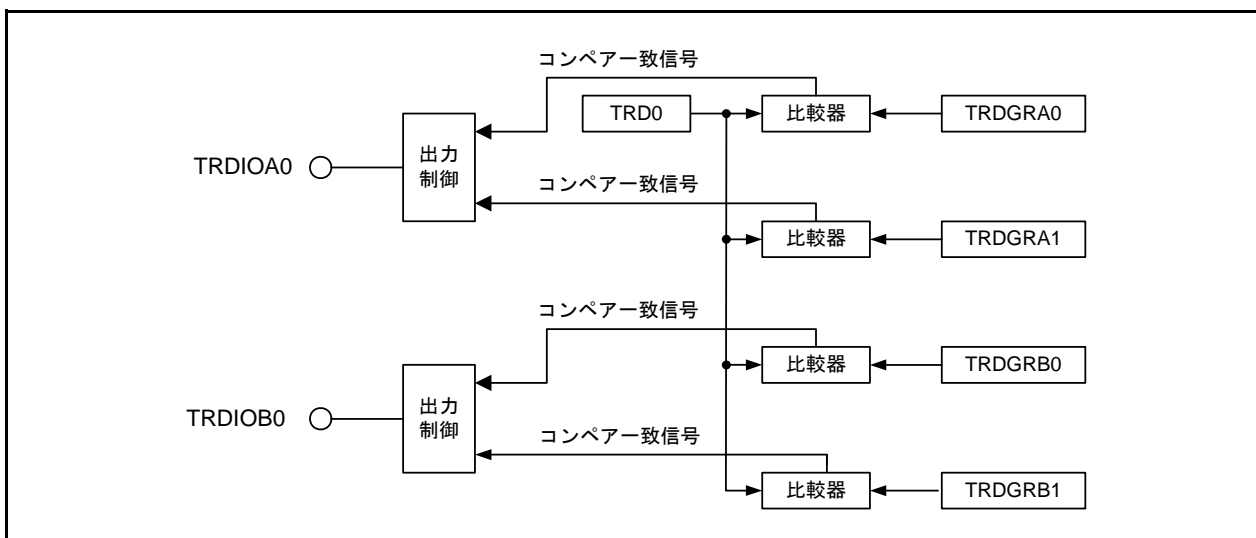 コンペア一致信号
TRD0
比較器
TRDGRA0
TRDIOA0
出力
制御
コンペア一致信号
比較器
TRDGRA1
コンペア一致信号
比較器
TRDGRB0
TRDIOB0
出力
制御
コンペア一致信号
比較器
TRDGRB1